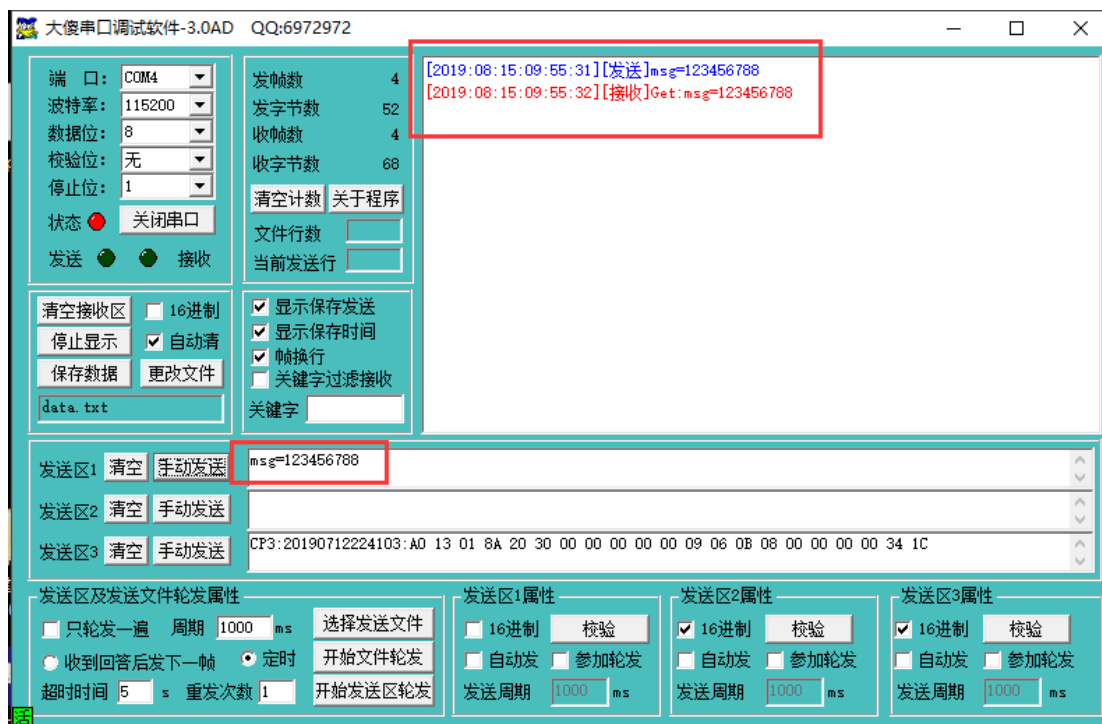 大傻串口调试软件-3.0AD QQ:6972972
端 口: COM4
波特率: 115200
数据位: 8
校验位: 无
停止位: 1
状态 关闭串口
发送 接收
发帧数 4
发字节数 52
收帧数 4
收字节数 68
清空计数 关于程序
文件行数
当前发送行
[2019:08:15:09:55:31][发送]msg=123456788
[2019:08:15:09:55:32][接收]Get:msg=123456788
清空接收区 16进制
停止显示 自动清
保存数据 更改文件
data.txt
显示保存发送
显示保存时间
帧换行
关键字过滤接收
关键字
发送区1 清空 手动发送 msg=123456788
发送区2 清空 手动发送
发送区3 清空 手动发送 CP3:20190712224103:A0 13 01 8A 20 30 00 00 00 00 00 09 06 0B 08 00 00 00 00 34 1C
发送区及发送文件轮发属性
只轮发一遍 周期 1000 ms 选择发送文件
收到回答后发下一帧 定时 开始文件轮发
超时时间 5 s 重发次数 1 开始发送区轮发
发送区1属性
16进制 校验
自动发 参加轮发
发送周期 1000 ms
发送区2属性
16进制 校验
自动发 参加轮发
发送周期 1000 ms
发送区3属性
16进制 校验
自动发 参加轮发
发送周期 1000 ms
活